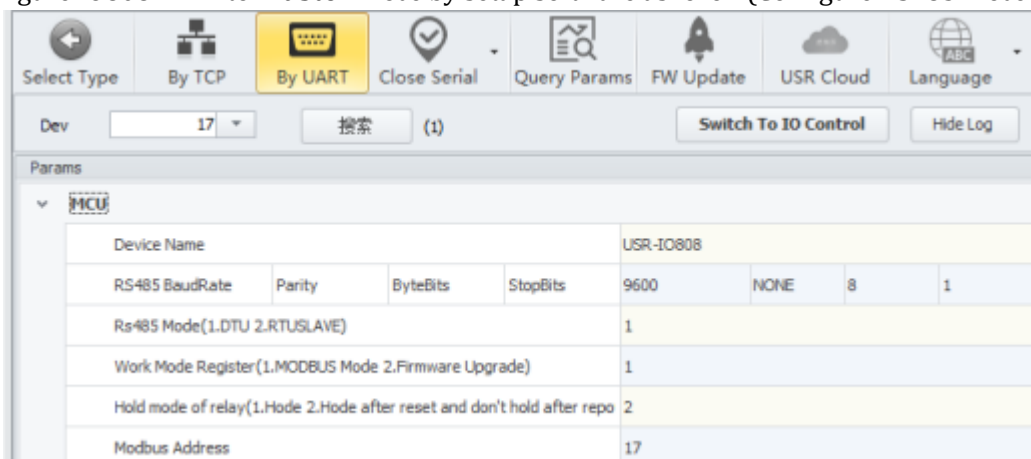 Select Type By TCP By UART Close Serial Query Params FW Update USR Cloud Language
ABC
Dev 17 搜索 (1) Switch To IO Control Hide Log
Params
MCU
Device Name USR-IO808
RS485 BaudRate Parity ByteBits StopBits 9600 NONE 8 1
Rs485 Mode(1.DTU 2.RTUSLAVE) 1
Work Mode Register(1.MODBUS Mode 2.Firmware Upgrade) 1
Hold mode of relay(1.Hode 2.Hode after reset and don't hold after repo 2
Modbus Address 17